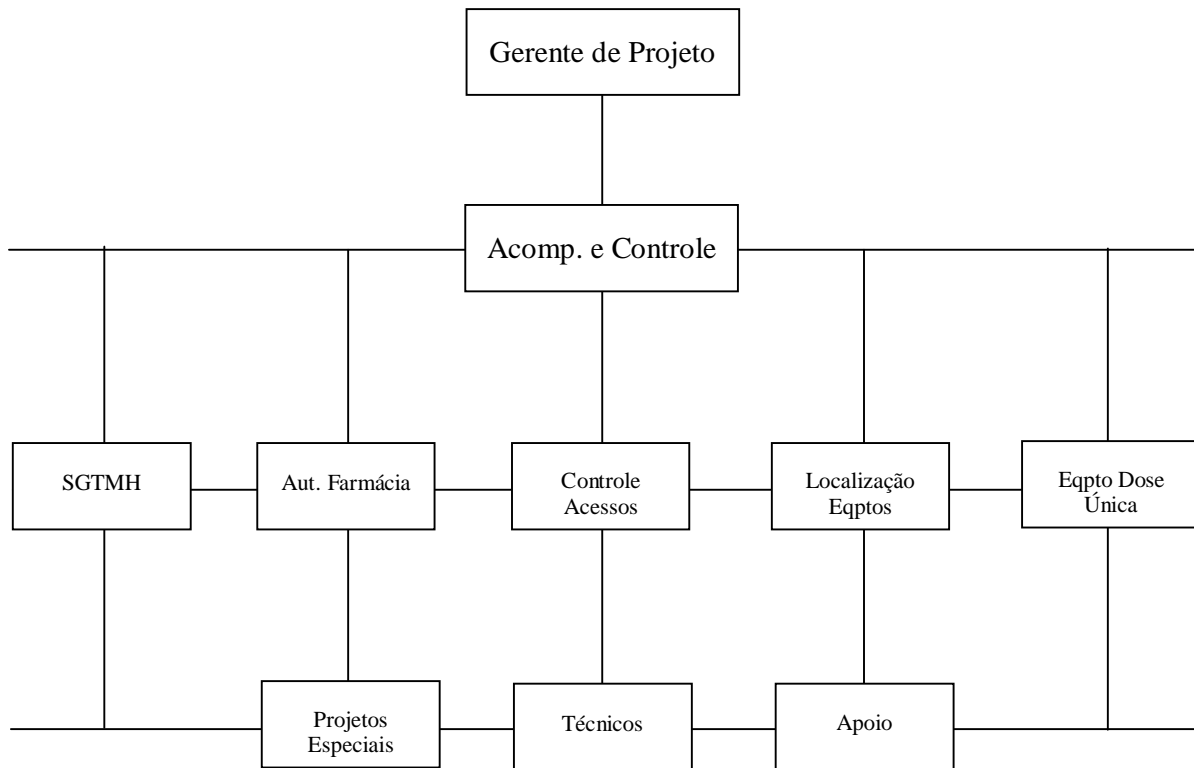 Gerente de Projeto
Acomp. e Controle
SGTMH
Aut. Farmácia
Controle
Acessos
Localização
Eqptos
Eqpto Dose
Única
Projetos
Especiais
Técnicos
Apoio